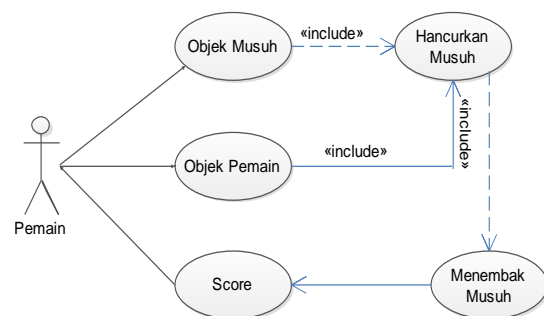 Objek Musuh
«include»
Hancurkan
Musuh
Objek Pemain
«include»
«include»
Pemain
Score
Menembak
Musuh